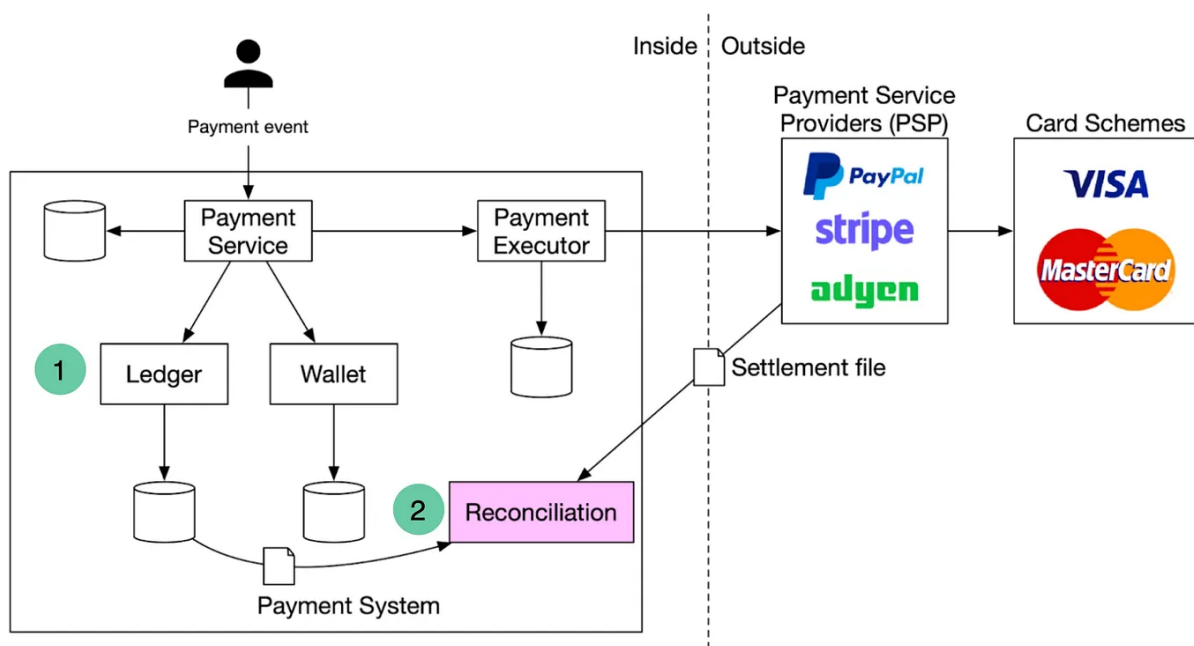 Inside
Outside
Payment event
Payment Service
Providers (PSP)
Card Schemes
PayPal
stripe
adyen
VISA
MasterCard
Payment
Service
Payment
Executor
1
Ledger
Wallet
Settlement file
2
Reconciliation
Payment System